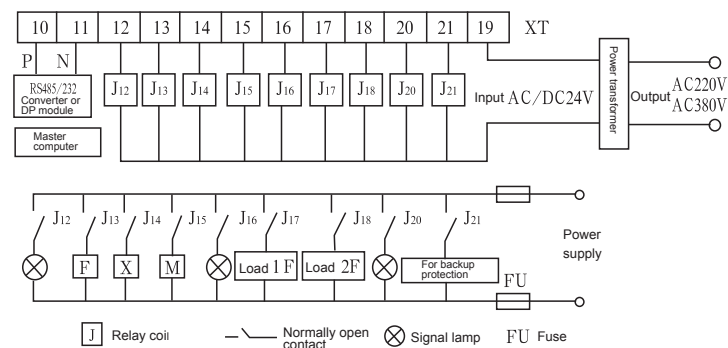 10 11 12 13 14 15 16 17 18 20 21 19 XT
P N
RS485/232
Converter or
DP module
Master
computer
J12 J13 J14 J15 J16 J17 J18 J20 J21
Input AC/DC24V
Power transformer
Output
AC220V
AC380V
J12 J13 J14 J15 J16 J17 J18 J20 J21
F X M
Load 1F
Load 2F
For backup
protection
Power
supply
FU
J Relay coil
Normally open
contact
Signal lamp
FU Fuse